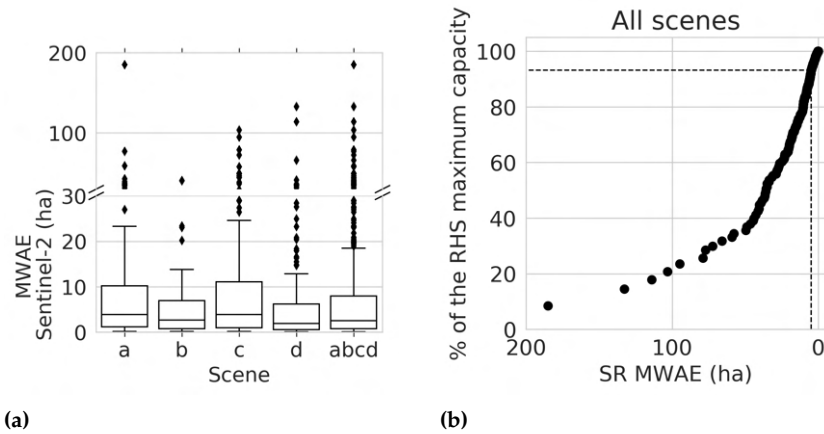 200
100
30
20
10
0
MWAE
Sentinel-2 (ha)
a b c d abcd
Scene
(a)
All scenes
% of the RHS maximum capacity
100
80
60
40
20
0
200 100 0
SR MWAE (ha)
(b)